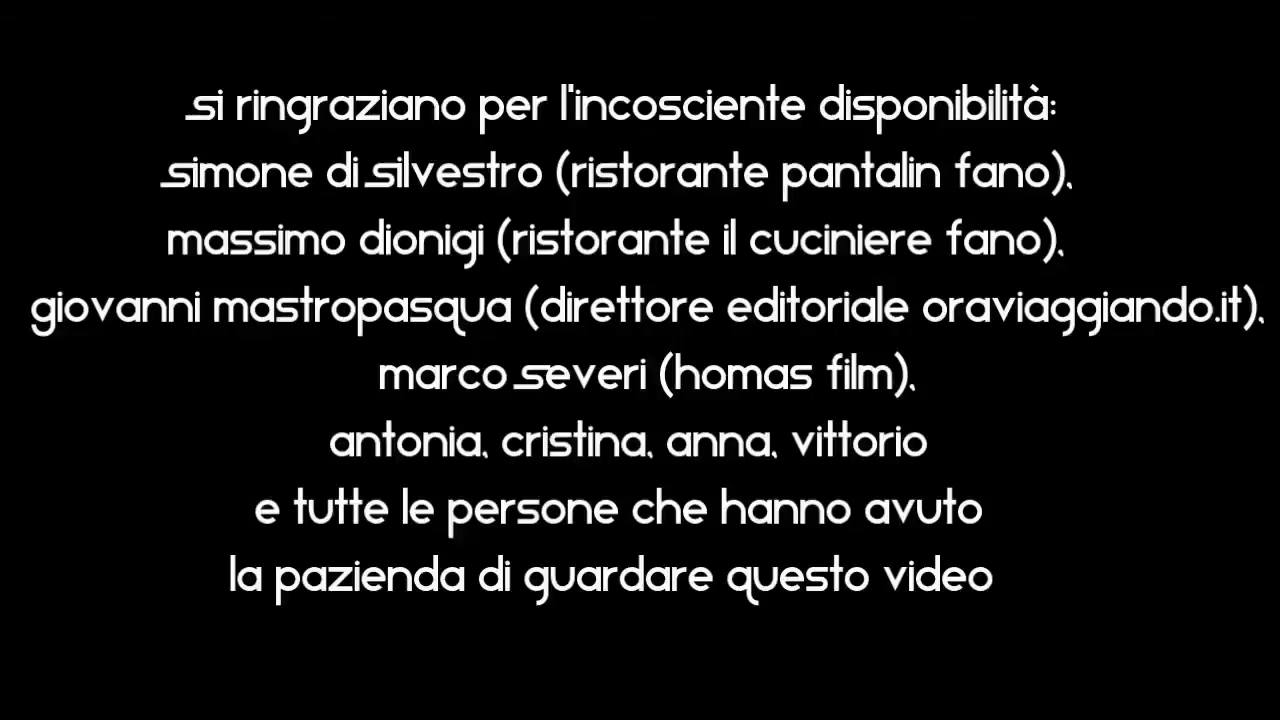 si ringraziano per l'incosciente disponibilità:
simone di silvestro (ristorante pantalin fano),
massimo dionigi (ristorante il cuciniere fano),
giovanni mastropasqua (direttore editoriale oraviaggiando.it),
marco severi (homas film),
antonia, cristina, anna, vittorio
e tutte le persone che hanno avuto
la pazienda di guardare questo video